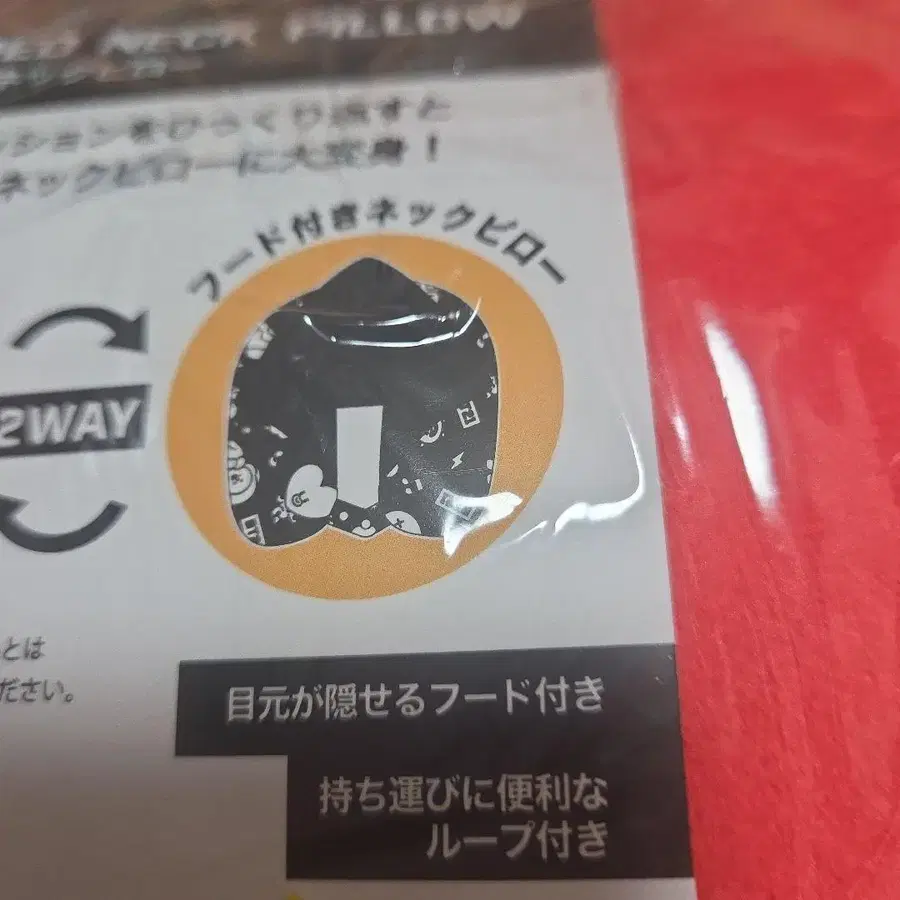 NECK PILLOW
ッションをひっくり返すと
ネックピローに大変身！
フード付きネックピロー
2WAY
とは
ださい。
目元が隠せるフード付き
持ち運びに便利な
ループ付き